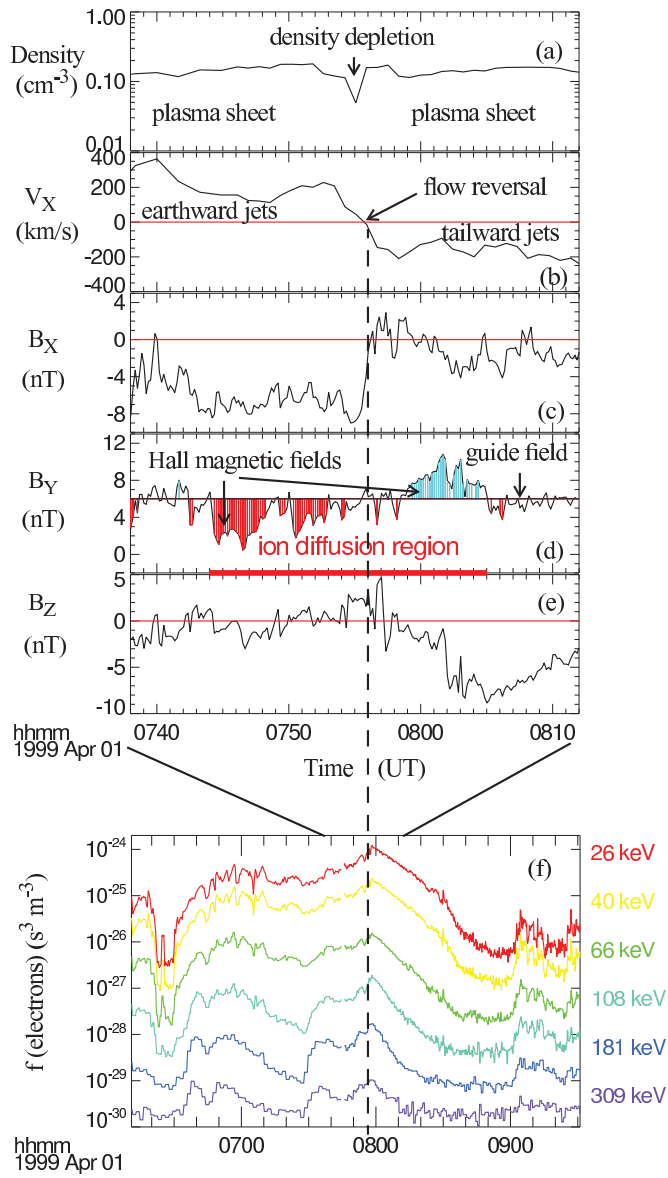 1.00
Density
(cm-3)
0.10
0.01
density depletion
(a)
plasma sheet
plasma sheet
400
200
0
-200
-400
VX
(km/s)
earthward jets
flow reversal
tailward jets
(b)
4
0
-4
-8
BX
(nT)
(c)
12
8
4
0
BY
(nT)
Hall magnetic fields
guide field
ion diffusion region
(d)
5
0
-5
-10
BZ
(nT)
(e)
hhmm
1999 Apr 01
0740
0750
0800
0810
Time (UT)
f (electrons) (s3 m-3)
10-24
10-25
10-26
10-27
10-28
10-29
10-30
(f)
26 keV
40 keV
66 keV
108 keV
181 keV
309 keV
hhmm
1999 Apr 01
0700
0800
0900